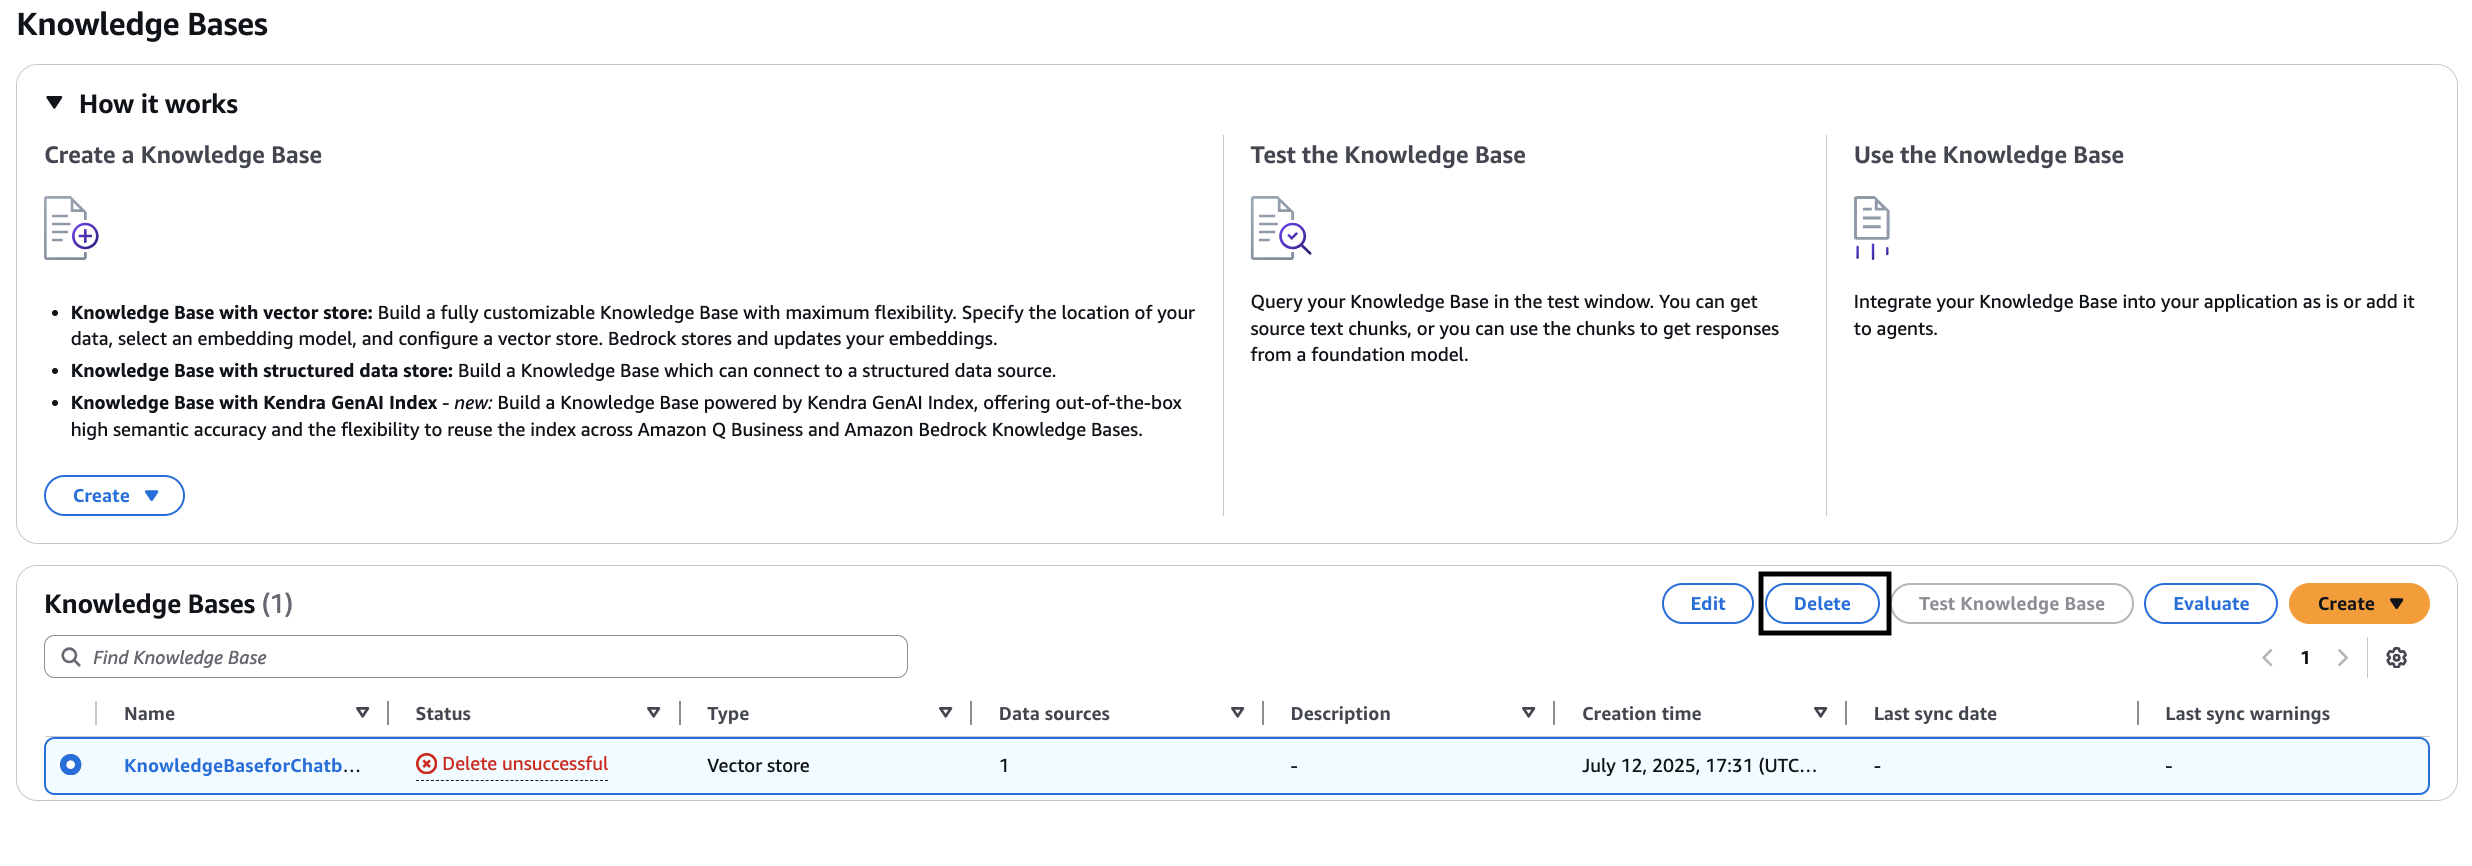 Knowledge Bases
How it works
Create a Knowledge Base
Knowledge Base with vector store: Build a fully customizable Knowledge Base with maximum flexibility. Specify the location of your
data, select an embedding model, and configure a vector store. Bedrock stores and updates your embeddings.
Knowledge Base with structured data store: Build a Knowledge Base which can connect to a structured data source.
Knowledge Base with Kendra GenAI Index - new: Build a Knowledge Base powered by Kendra GenAI Index, offering out-of-the-box
high semantic accuracy and the flexibility to reuse the index across Amazon Q Business and Amazon Bedrock Knowledge Bases.
Create
Test the Knowledge Base
Query your Knowledge Base in the test window. You can get
source text chunks, or you can use the chunks to get responses
from a foundation model.
Use the Knowledge Base
Integrate your Knowledge Base into your application as is or add it
to agents.
Knowledge Bases (1)
Edit
Delete
Test Knowledge Base
Evaluate
Create
Find Knowledge Base
1
Name
Status
Type
Data sources
Description
Creation time
Last sync date
Last sync warnings
KnowledgeBaseforChatb...
Delete unsuccessful
Vector store
1
-
July 12, 2025, 17:31 (UTC...
-
-